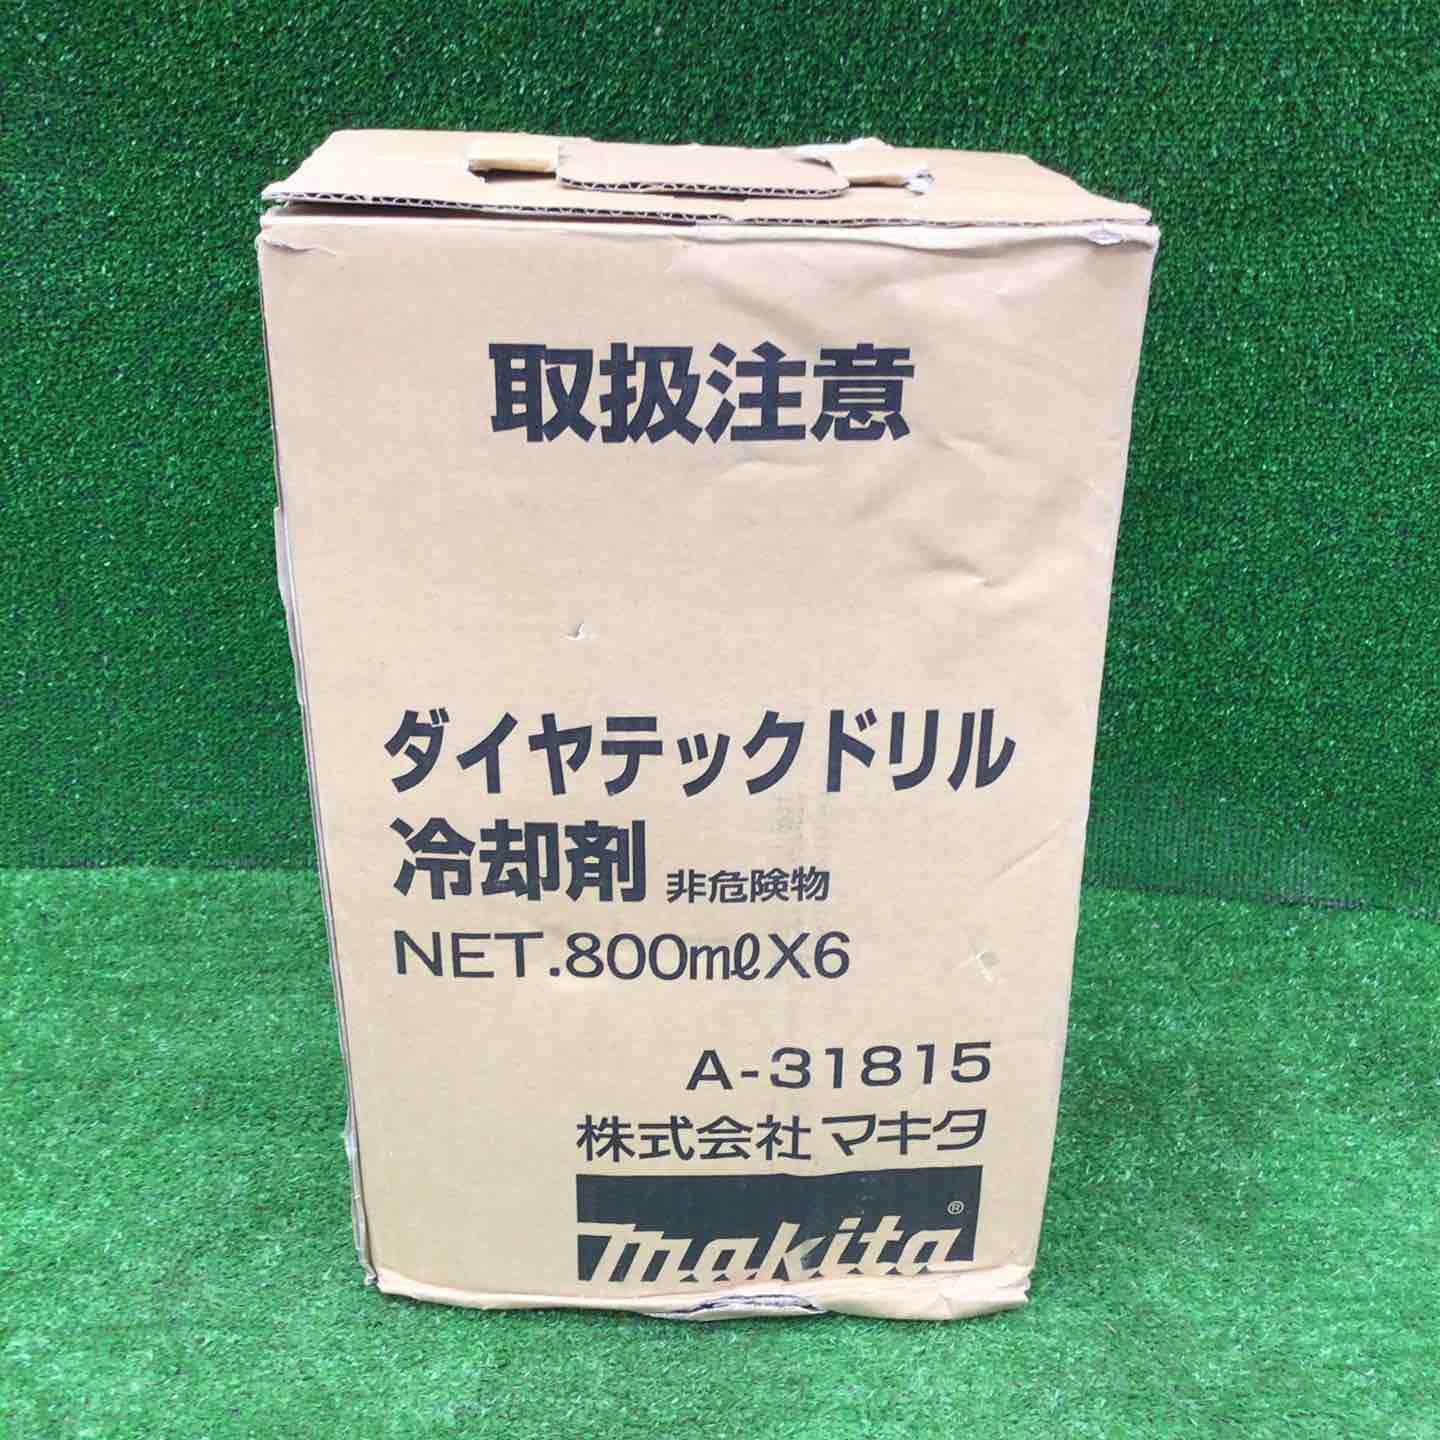 取扱注意
ダイヤテックドリル
冷却剤 非危険物
NET.800mℓX6
A-31815
株式会社マキタ
makita®